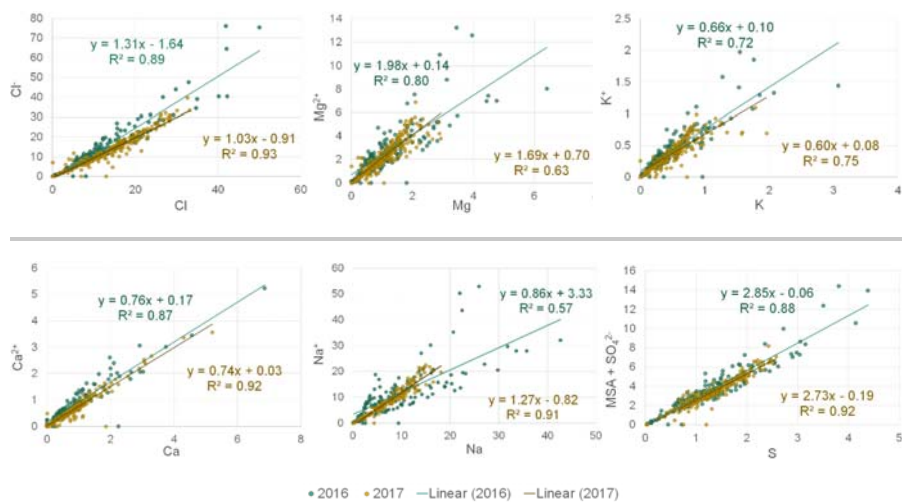 80
70
60
50
40
30
20
10
0
0 20 40 60
Cl⁻
Cl
y = 1.31x - 1.64
R² = 0.89
y = 1.03x - 0.91
R² = 0.93
14
12
10
8
6
4
2
0
0 2 4 6
Mg²⁺
Mg
y = 1.98x + 0.14
R² = 0.80
y = 1.69x + 0.70
R² = 0.63
2.5
2
1.5
1
0.5
0
0 1 2 3 4
K⁺
K
y = 0.66x + 0.10
R² = 0.72
y = 0.60x + 0.08
R² = 0.75
6
5
4
3
2
1
0
0 2 4 6 8
Ca²⁺
Ca
y = 0.76x + 0.17
R² = 0.87
y = 0.74x + 0.03
R² = 0.92
60
50
40
30
20
10
0
0 10 20 30 40 50
Na⁺
Na
y = 0.86x + 3.33
R² = 0.57
y = 1.27x - 0.82
R² = 0.91
16
14
12
10
8
6
4
2
0
0 1 2 3 4 5
MSA + SO₄²⁻
S
y = 2.85x - 0.06
R² = 0.88
y = 2.73x - 0.19
R² = 0.92
2016 2017 Linear (2016) Linear (2017)